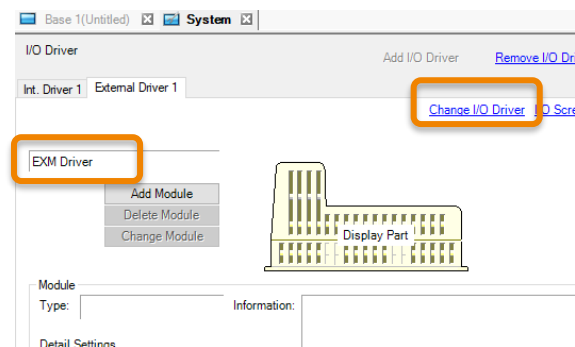 Base 1(Untitled) System
I/O Driver
Add I/O Driver Remove I/O Dri
Int. Driver 1 External Driver 1
Change I/O Driver I/O Scre
EXM Driver
Add Module
Delete Module
Change Module
Display Part
Module
Type: Information:
Detail Settings